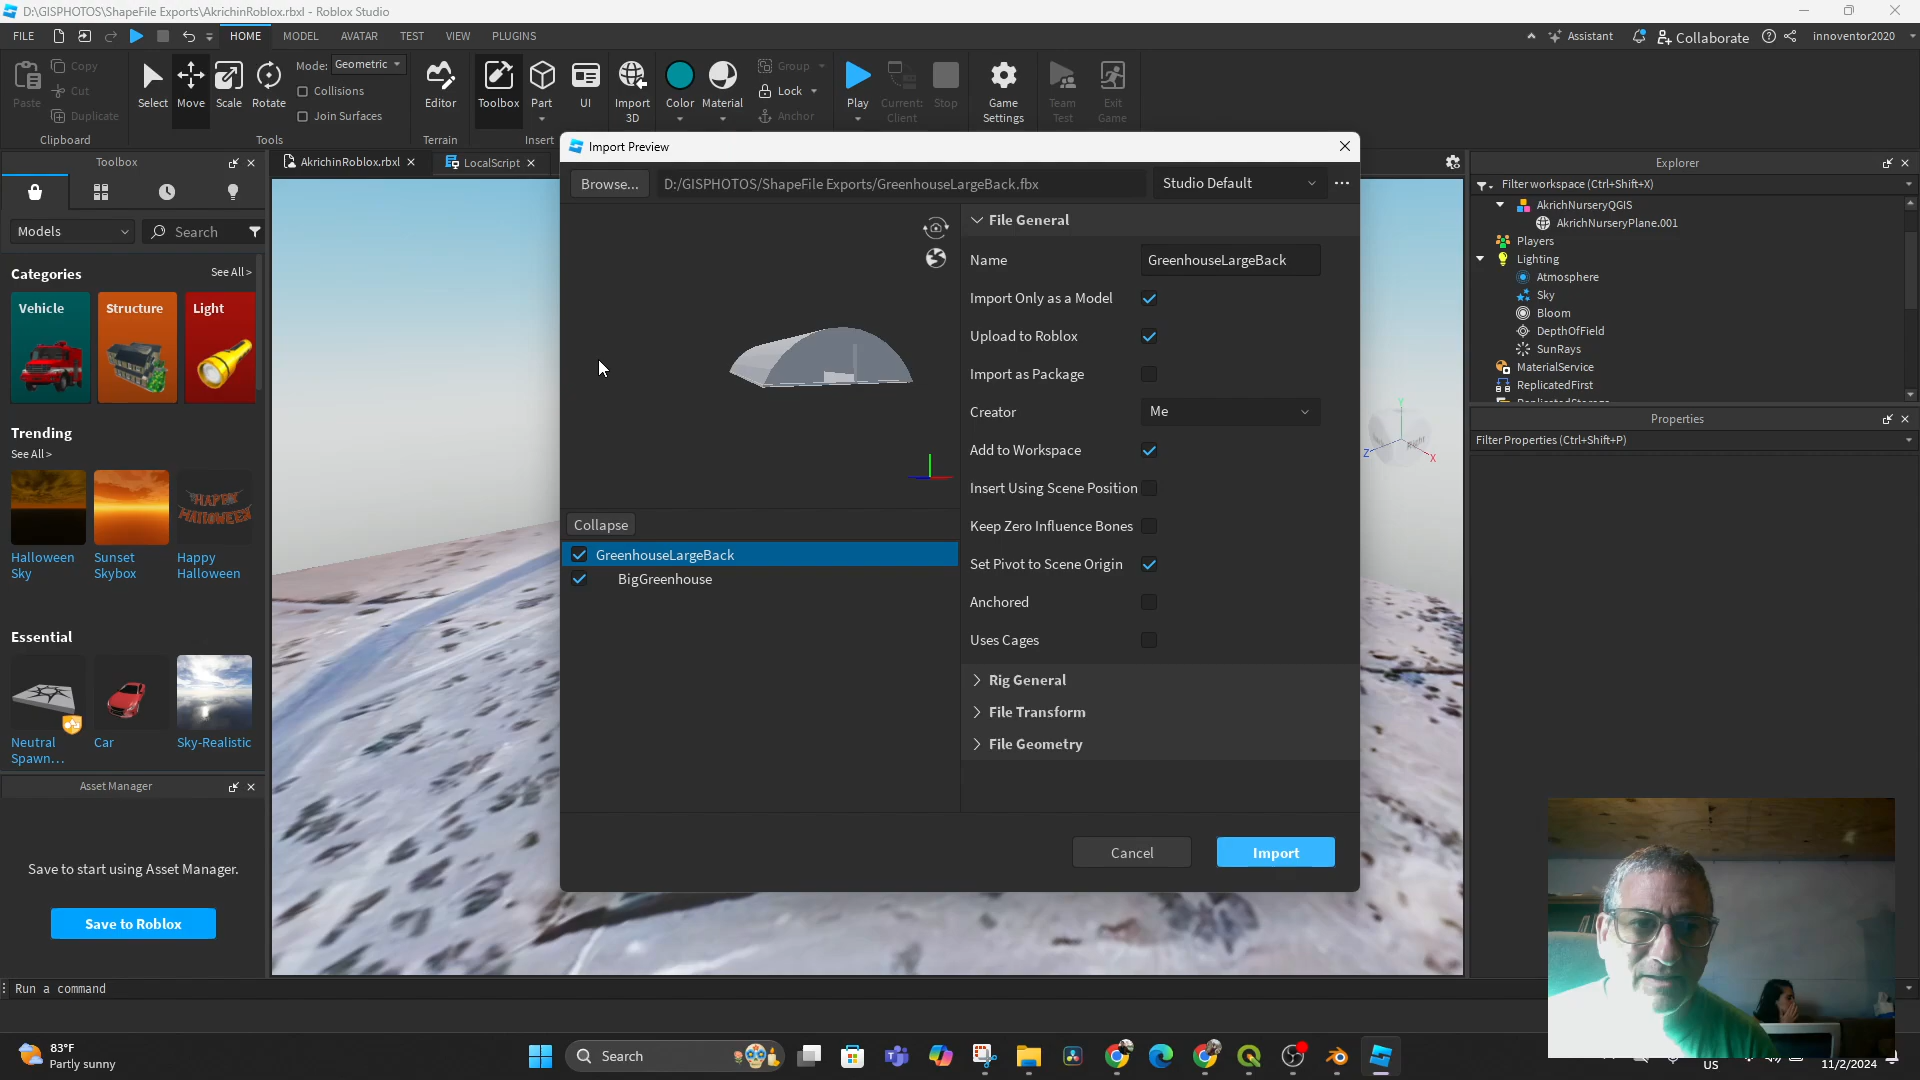 D:\GISPHOTOS\ShapeFile Exports\AkrichinRoblox.rbxl - Roblox Studio
FILE HOME MODEL AVATAR TEST VIEW PLUGINS Assistant Collaborate innoventor2020
Paste Copy Cut Duplicate
Select Move Scale Rotate
Mode: Geometric
Collisions
Join Surfaces
Editor
Toolbox Part UI
Import 3D
Color Material
Group
Lock
Anchor
Play Current: Client Stop
Game Settings
Team Test
Exit Game
Clipboard Tools Terrain Insert
Toolbox
AkrichinRoblox.rbxl LocalScript
Models Search
Categories See All >
Vehicle Structure Light
Trending
See All >
Halloween Sky
Sunset Skybox
Happy Halloween
HAPPY HALLOWEEN
Essential
Neutral Spawn...
Car
Sky-Realistic
Asset Manager
Save to start using Asset Manager.
Save to Roblox
Import Preview
Browse... D:/GISPHOTOS/ShapeFile Exports/GreenhouseLargeBack.fbx Studio Default
Collapse
GreenhouseLargeBack
BigGreenhouse
File General
Name GreenhouseLargeBack
Import Only as a Model
Upload to Roblox
Import as Package
Creator Me
Add to Workspace
Insert Using Scene Position
Keep Zero Influence Bones
Set Pivot to Scene Origin
Anchored
Uses Cages
Rig General
File Transform
File Geometry
Cancel Import
Y
Z
X
Right
Explorer
Filter workspace (Ctrl+Shift+X)
AkrichNurseryQGIS
AkrichNurseryPlane.001
Players
Lighting
Atmosphere
Sky
Bloom
DepthOfField
SunRays
MaterialService
ReplicatedFirst
Properties
Filter Properties (Ctrl+Shift+P)
Run a command
83°F
Partly sunny
Search
US
11/2/2024